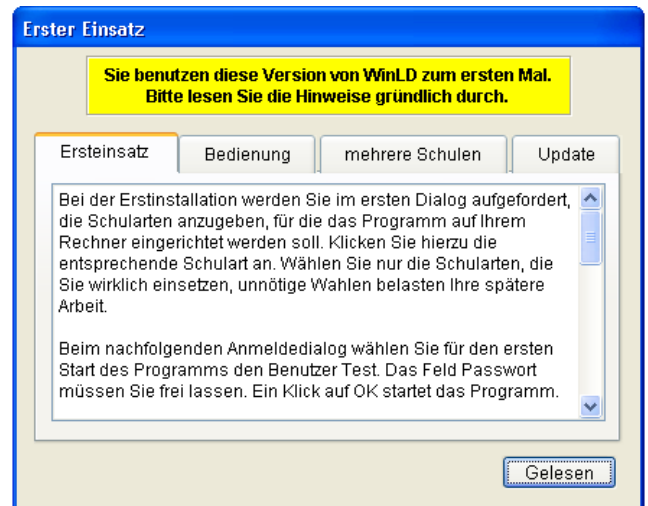 Erster Einsatz
Sie benutzen diese Version von WinLD zum ersten Mal.
Bitte lesen Sie die Hinweise gründlich durch.
Ersteinsatz
Bedienung
mehrere Schulen
Update
Bei der Erstinstallation werden Sie im ersten Dialog aufgefordert,
die Schularten anzugeben, für die das Programm auf Ihrem
Rechner eingerichtet werden soll. Klicken Sie hierzu die
entsprechende Schulart an. Wählen Sie nur die Schularten, die
Sie wirklich einsetzen, unnötige Wahlen belasten Ihre spätere
Arbeit.
Beim nachfolgenden Anmeldedialog wählen Sie für den ersten
Start des Programms den Benutzer Test. Das Feld Passwort
müssen Sie frei lassen. Ein Klick auf OK startet das Programm.
Gelesen